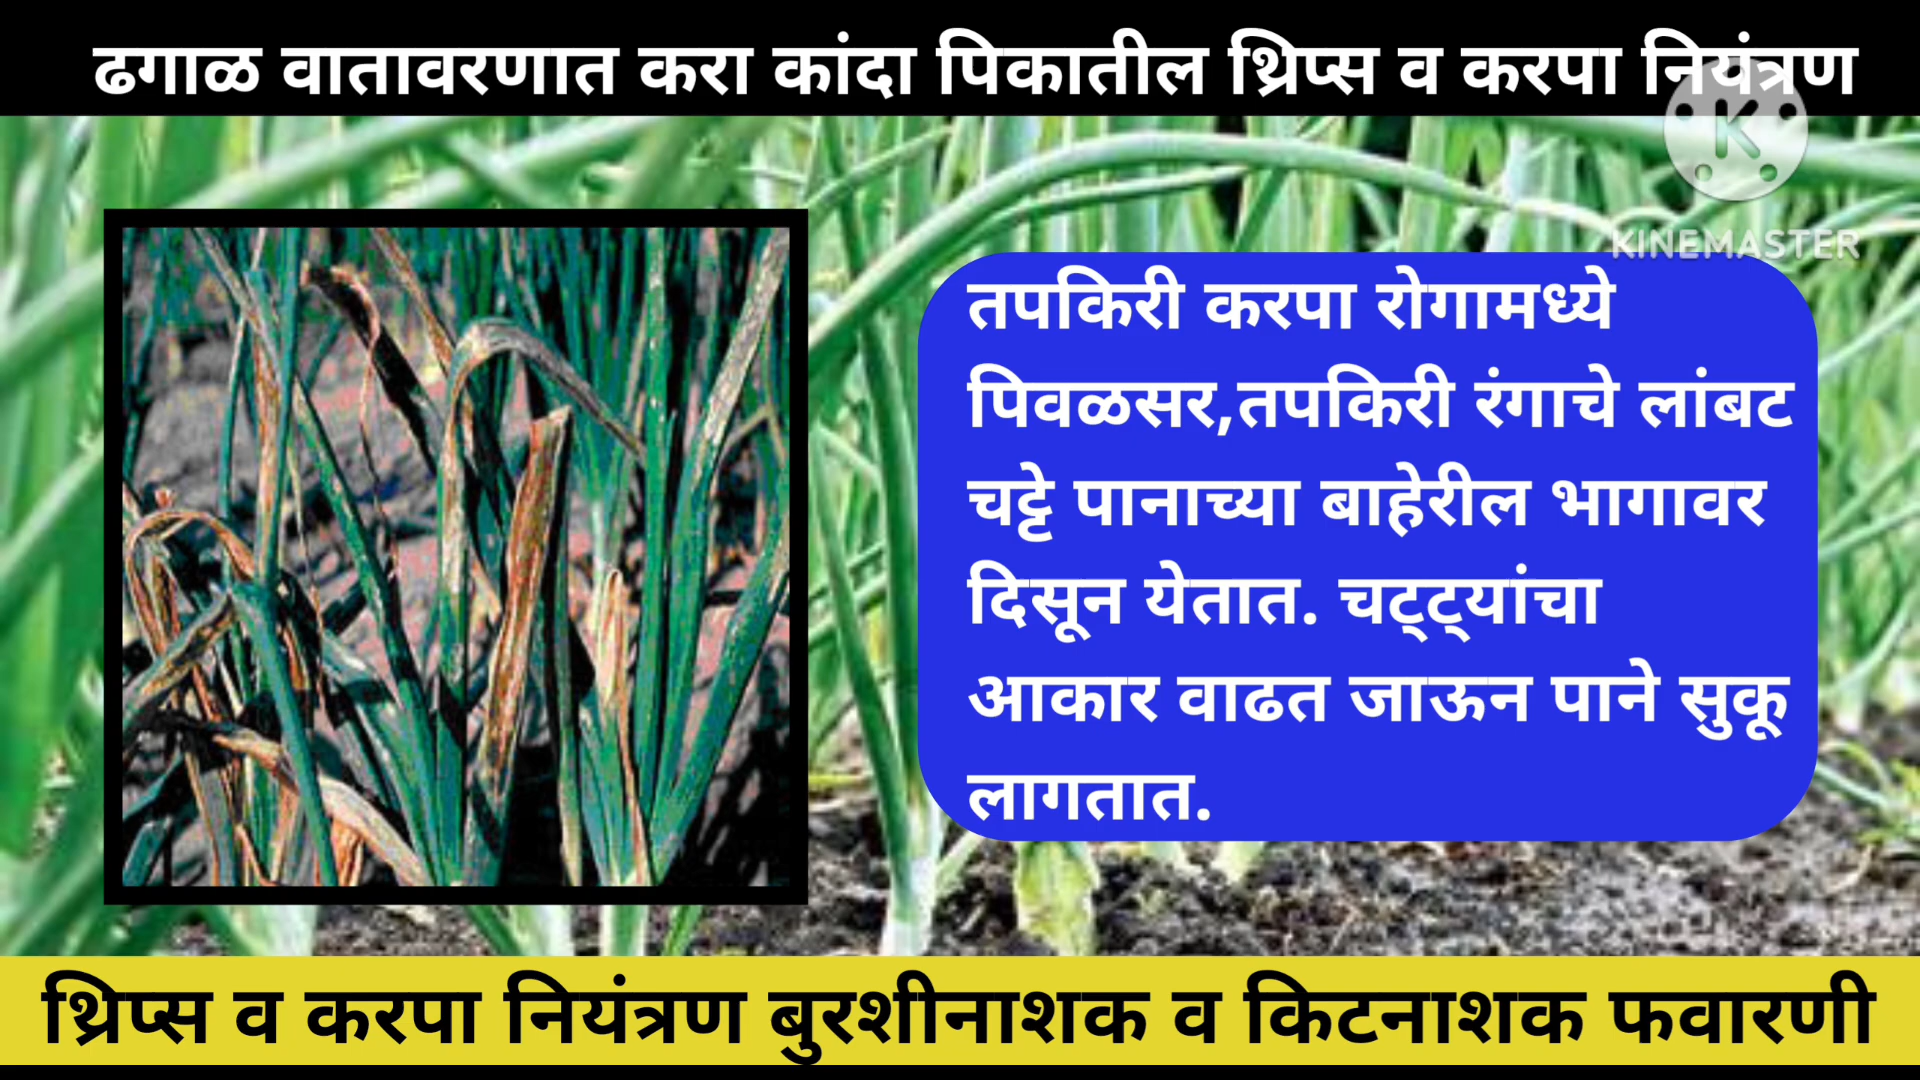 ढगाळ वातावरणात करा कांदा पिकातील थ्रिप्स व करपा नियंत्रण
K
KINEMASTER
तपकिरी करपा रोगामध्ये
पिवळसर,तपकिरी रंगाचे लांबट
चट्टे पानाच्या बाहेरील भागावर
दिसून येतात. चट्ट्यांचा
आकार वाढत जाऊन पाने सुकू
लागतात.
थ्रिप्स व करपा नियंत्रण बुरशीनाशक व किटनाशक फवारणी